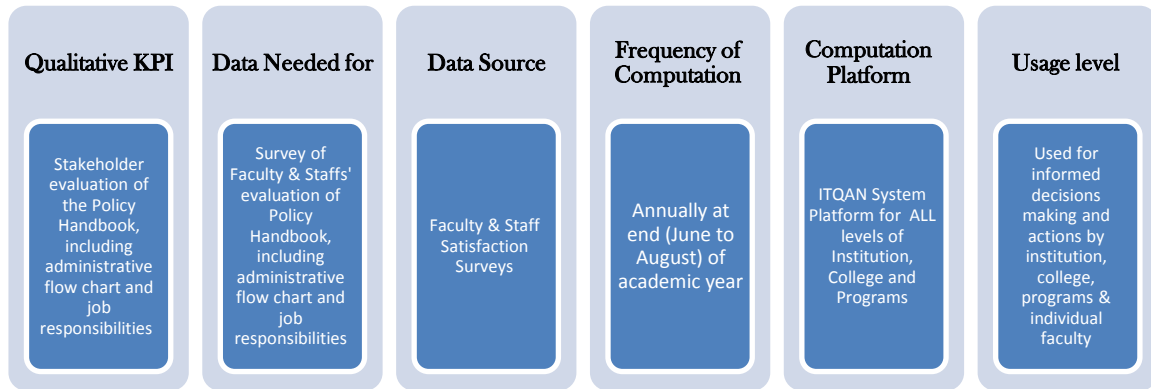 Qualitative KPI
Stakeholder
evaluation of
the Policy
Handbook,
including
administrative
flow chart and
job
responsibilities
Data Needed for
Survey of
Faculty & Staffs'
evaluation of
Policy
Handbook,
including
administrative
flow chart and
job
responsibilities
Data Source
Faculty & Staff
Satisfaction
Surveys
Frequency of
Computation
Annually at
end (June to
August) of
academic year
Computation
Platform
ITQAN System
Platform for ALL
levels of
Institution,
College and
Programs
Usage level
Used for
informed
decisions
making and
actions by
institution,
college,
programs &
individual
faculty